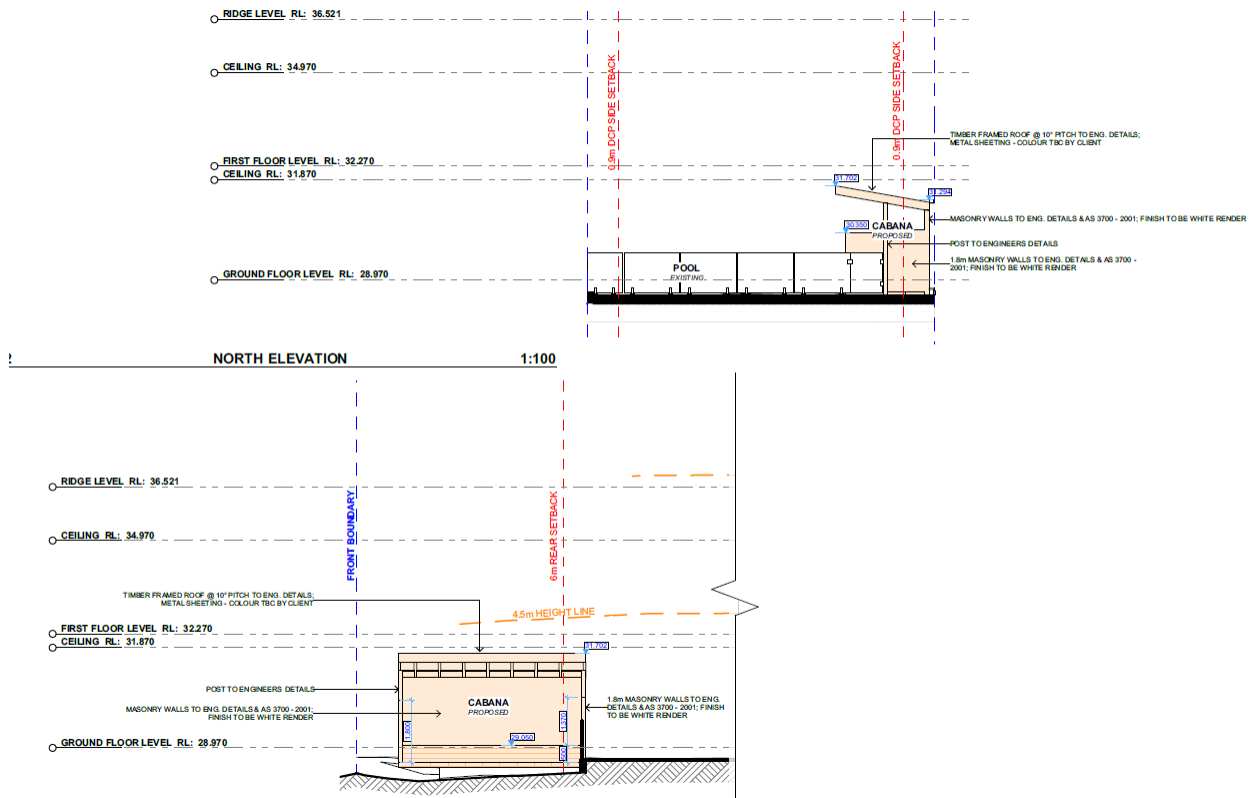 RIDGE LEVEL RL: 36.521
CEILING RL: 34.970
0.9m DCP SIDE SETBACK
0.9m DCP SIDE SETBACK
TIMBER FRAMED ROOF @ 10° PITCH TO ENG. DETAILS;
METAL SHEETING - COLOUR TBC BY CLIENT
FIRST FLOOR LEVEL RL: 32.270
CEILING RL: 31.870
31.702
MASONRY WALLS TO ENG. DETAILS & AS 3700 - 2001; FINISH TO BE WHITE RENDER
30.350
CABANA
PROPOSED
POST TO ENGINEERS DETAILS
1.8m MASONRY WALLS TO ENG. DETAILS & AS 3700 -
2001; FINISH TO BE WHITE RENDER
POOL
EXISTING
GROUND FLOOR LEVEL RL: 28.970
NORTH ELEVATION 1:100
RIDGE LEVEL RL: 36.521
FRONT BOUNDARY
6m REAR SETBACK
CEILING RL: 34.970
TIMBER FRAMED ROOF @ 10° PITCH TO ENG. DETAILS;
METAL SHEETING - COLOUR TBC BY CLIENT
4.5m HEIGHT LINE
FIRST FLOOR LEVEL RL: 32.270
CEILING RL: 31.870
31.702
POST TO ENGINEERS DETAILS
MASONRY WALLS TO ENG. DETAILS & AS 3700 - 2001;
FINISH TO BE WHITE RENDER
CABANA
PROPOSED
1.8m MASONRY WALLS TO ENG.
DETAILS & AS 3700 - 2001; FINISH
TO BE WHITE RENDER
1,800
1,370
29.050
GROUND FLOOR LEVEL RL: 28.970